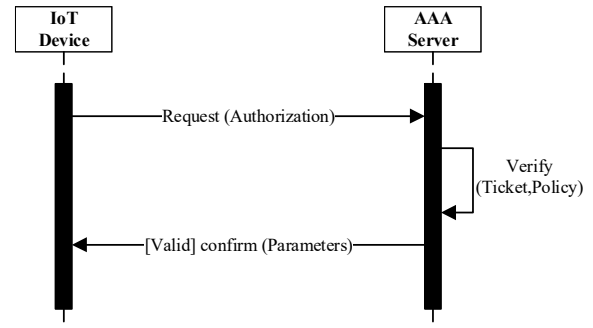 IoT
Device
AAA
Server
Request (Authorization)
Verify
(Ticket,Policy)
[Valid] confirm (Parameters)